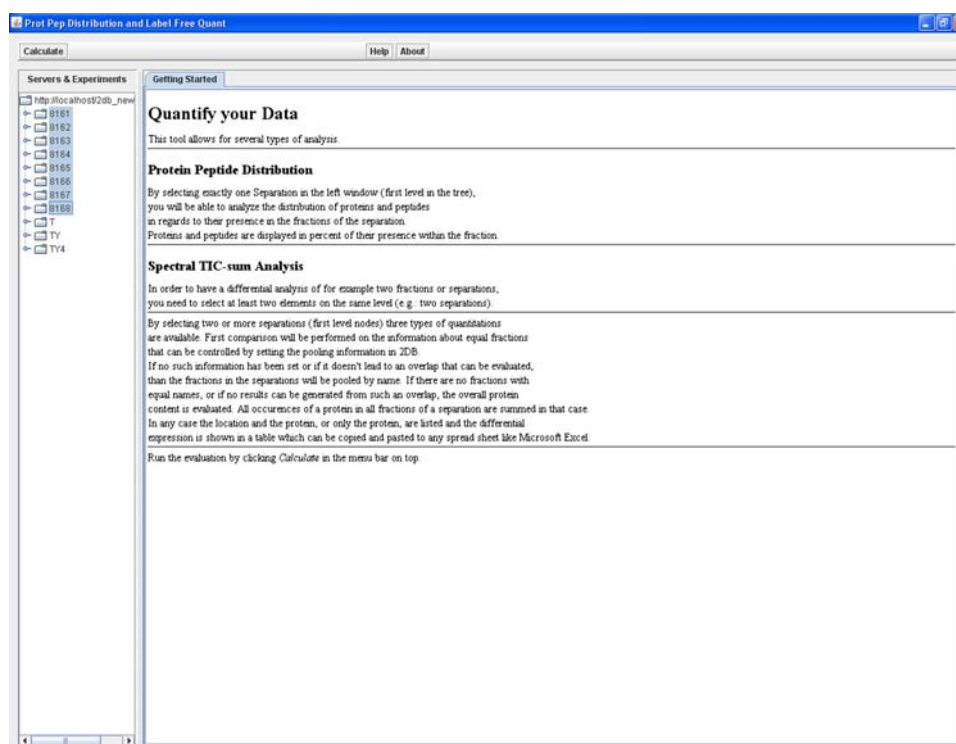 Prot Pep Distribution and Label Free Quant
Calculate Help About
Servers & Experiments
Getting Started
http://localhost/2db_new
8161
8162
8163
8164
8165
8166
8167
8168
T
TY
TY4
Quantify your Data
This tool allows for several types of analysis.
Protein Peptide Distribution
By selecting exactly one Separation in the left window (first level in the tree),
you will be able to analyze the distribution of proteins and peptides
in regards to their presence in the fractions of the separation.
Proteins and peptides are displayed in percent of their presence within the fraction.
Spectral TIC-sum Analysis
In order to have a differential analysis of for example two fractions or separations,
you need to select at least two elements on the same level (e.g.: two separations).
By selecting two or more separations (first level nodes) three types of quantitations
are available. First comparison will be performed on the information about equal fractions
that can be controlled by setting the pooling information in 2DB.
If no such information has been set or if it doesn't lead to an overlap that can be evaluated,
than the fractions in the separations will be pooled by name. If there are no fractions with
equal names, or if no results can be generated from such an overlap, the overall protein
content is evaluated. All occurences of a protein in all fractions of a separation are summed in that case.
In any case the location and the protein, or only the protein, are listed and the differential
expression is shown in a table which can be copied and pasted to any spread sheet like Microsoft Excel.
Run the evaluation by clicking Calculate in the menu bar on top.